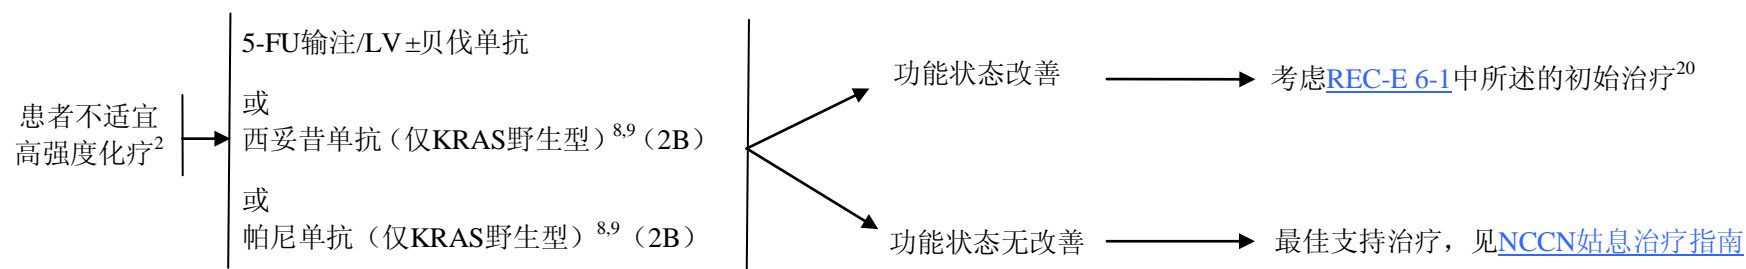 患者不适宜
高强度化疗2
5-FU输注/LV±贝伐单抗
或
西妥昔单抗（仅KRAS野生型）8,9（2B）
或
帕尼单抗（仅KRAS野生型）8,9（2B）
功能状态改善
考虑REC-E 6-1中所述的初始治疗20
功能状态无改善
最佳支持治疗，见NCCN姑息治疗指南